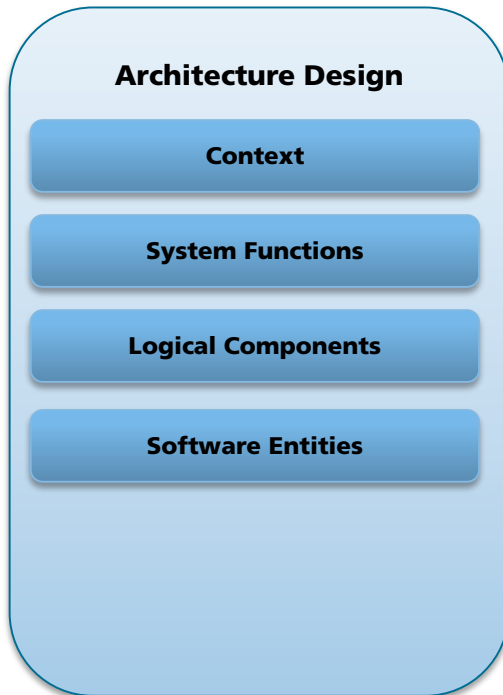 Architecture Design
Context
System Functions
Logical Components
Software Entities